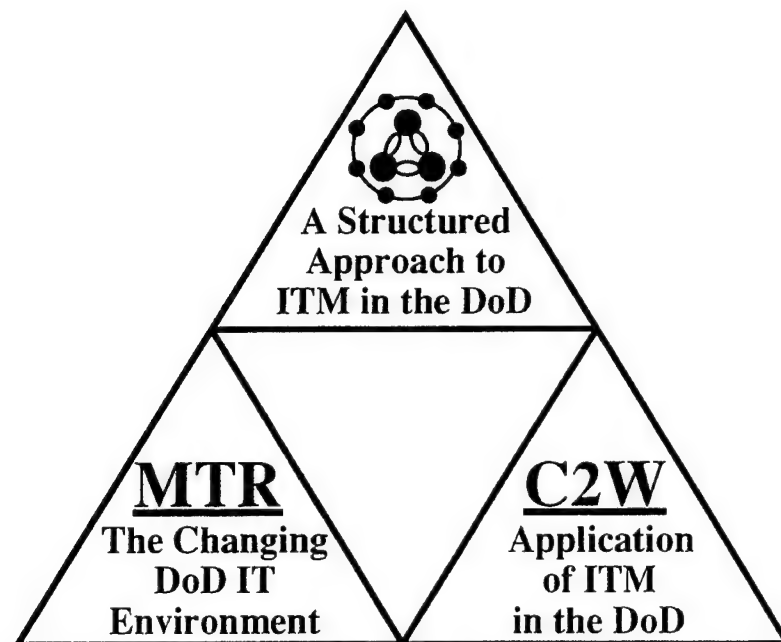 A Structured
Approach to
ITM in the DoD
MTR
The Changing
DoD IT
Environment
C2W
Application
of ITM
in the DoD